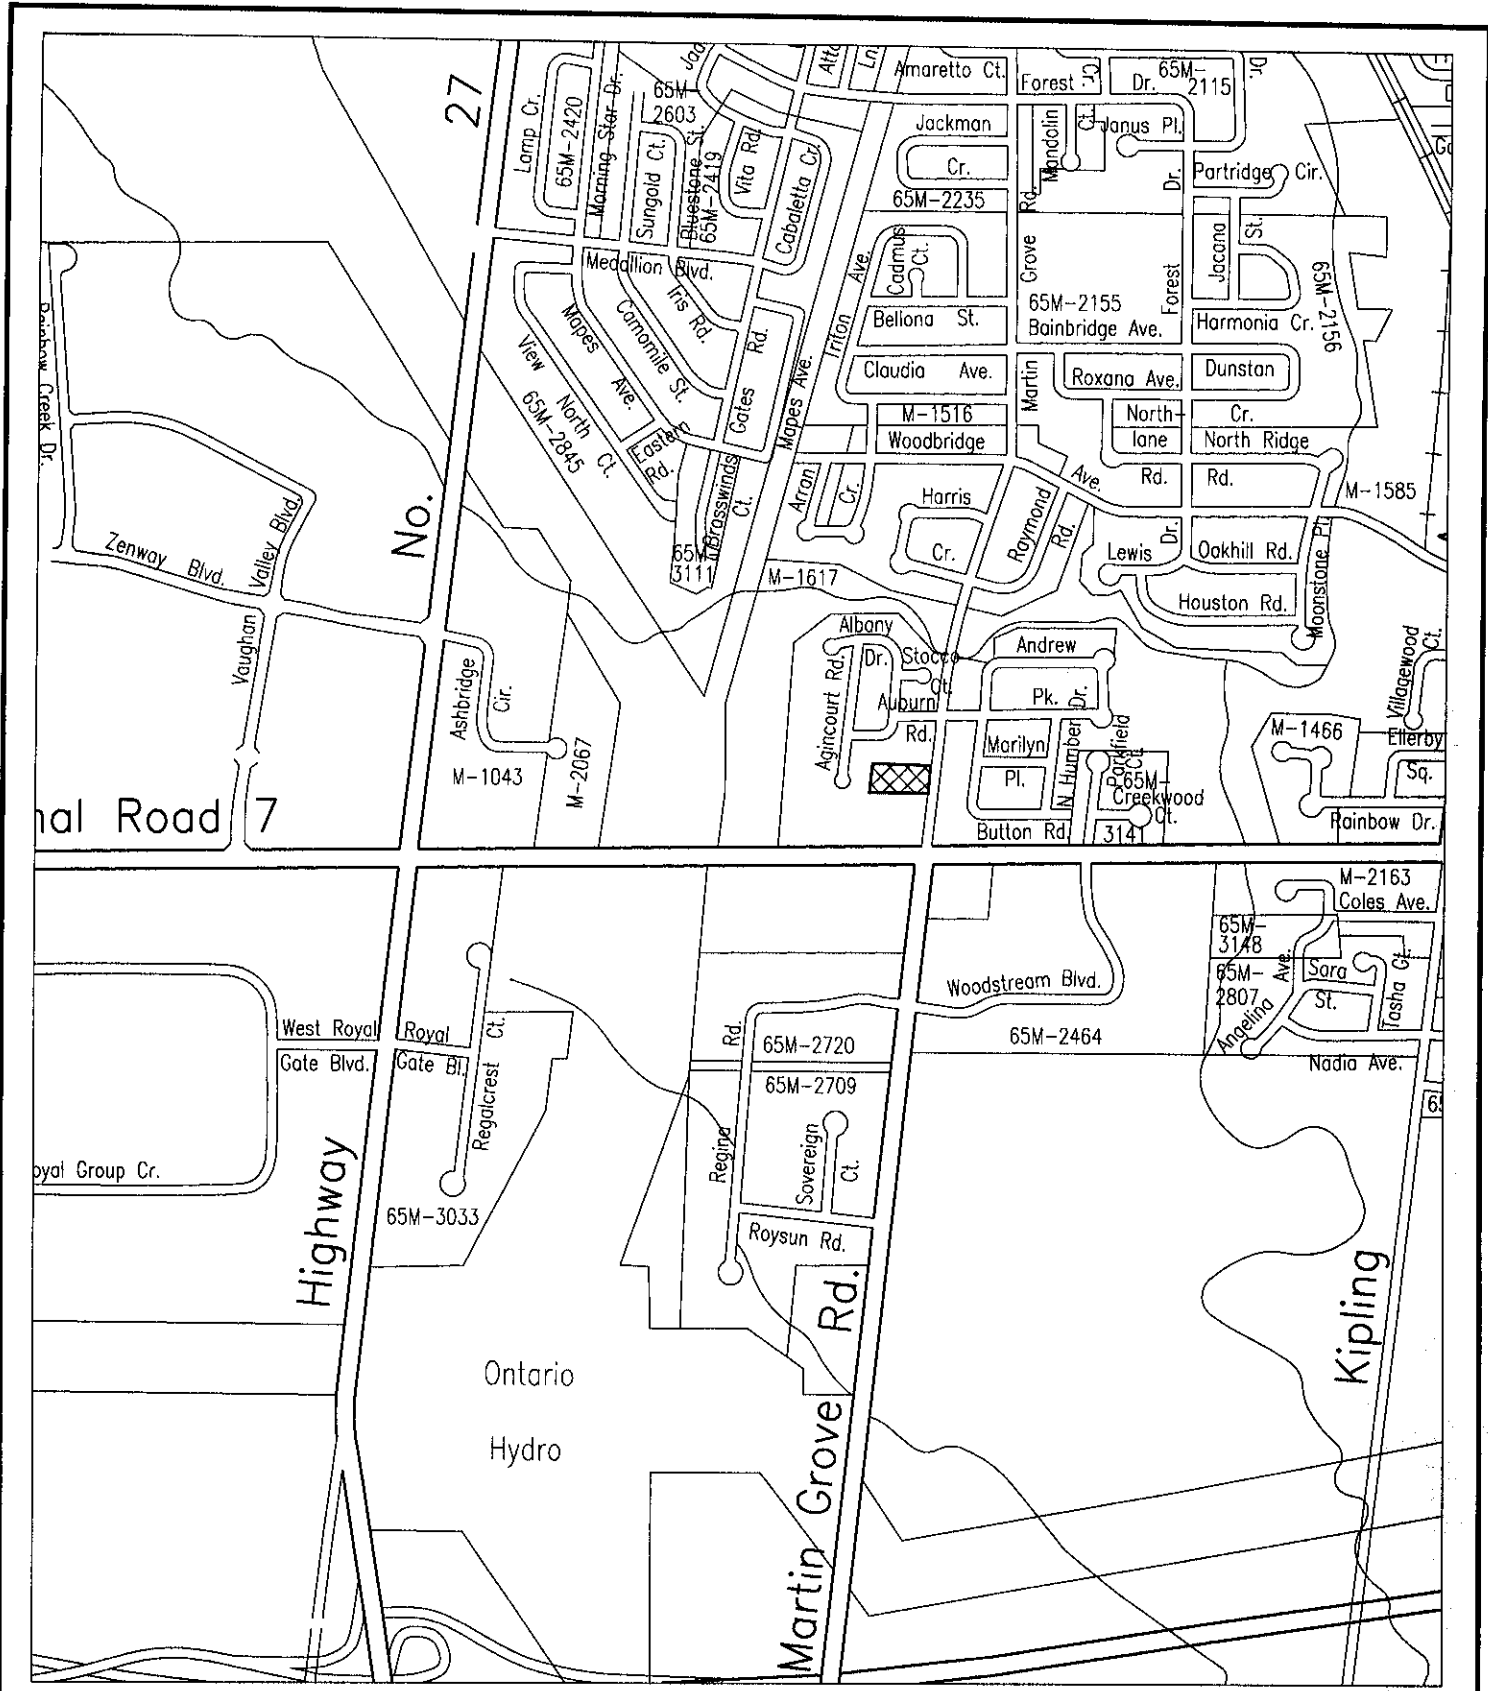 27
No.
Highway
Lamp Cr.
65M-2420
Morning Star Dr.
65M-
2603
Sungold Ct.
Bluestone St.
65M-2419
Vita Rd.
Cabaletta Cr.
Ln.
Amaretto Ct.
Forest
Cr.
Dr.
65M-
2115
Dr.
Jackman
Cr.
65M-2235
Mandolin
Ct.
Janus Pl.
Partridge
Cir.
Medallion Blvd.
Iris Rd.
Camomile St.
Mapes
Ave.
View
North
Ct.
65M-2845
Eastern
Rd.
Gates
Rd.
Mapes Ave.
Triton
Ave.
Cadmus
Ct.
Rd.
Grove
Martin
65M-2155
Bainbridge Ave.
Dr.
Forest
Jacana
St.
65M-2156
Harmonia Cr.
Bellona St.
Claudia Ave.
Roxana Ave.
Dunstan
Cr.
M-1516
Woodbridge
Ave.
North-
lane
Rd.
North Ridge
Rd.
M-1585
Rainbow Creek Dr.
Zenway Blvd.
Valley Blvd.
Vaughan
65M-
3111
Brasswinds
Ct.
Arran
Cr.
Harris
Cr.
Raymond
Rd.
Lewis
Dr.
Oakhill Rd.
Houston Rd.
Moonstone Pl.
M-1617
Albany
Dr.
Stocco
Ct.
Agincourt Rd.
Auburn
Rd.
Andrew
Pk.
Marilyn
Pl.
N Humber
Dr.
Parkfield
Ct.
65M-
3141
Creekwood
Ct.
Button Rd.
Villagewood
Ct.
M-1466
Ellerby
Sq.
Rainbow Dr.
Ashbridge
Cir.
M-1043
M-2067
nal Road 7
M-2163
Coles Ave.
65M-
3148
65M-
2807
Angelina
Ave.
Sara
St.
Tasha Ct.
Nadia Ave.
Woodstream Blvd.
65M-2464
West Royal
Gate Blvd.
Royal
Gate Bl.
Regalcrest
Ct.
Regina
Rd.
65M-2720
65M-2709
Sovereign
Ct.
Roysun Rd.
oyal Group Cr.
65M-3033
Ontario
Hydro
Martin Grove Rd.
Kipling